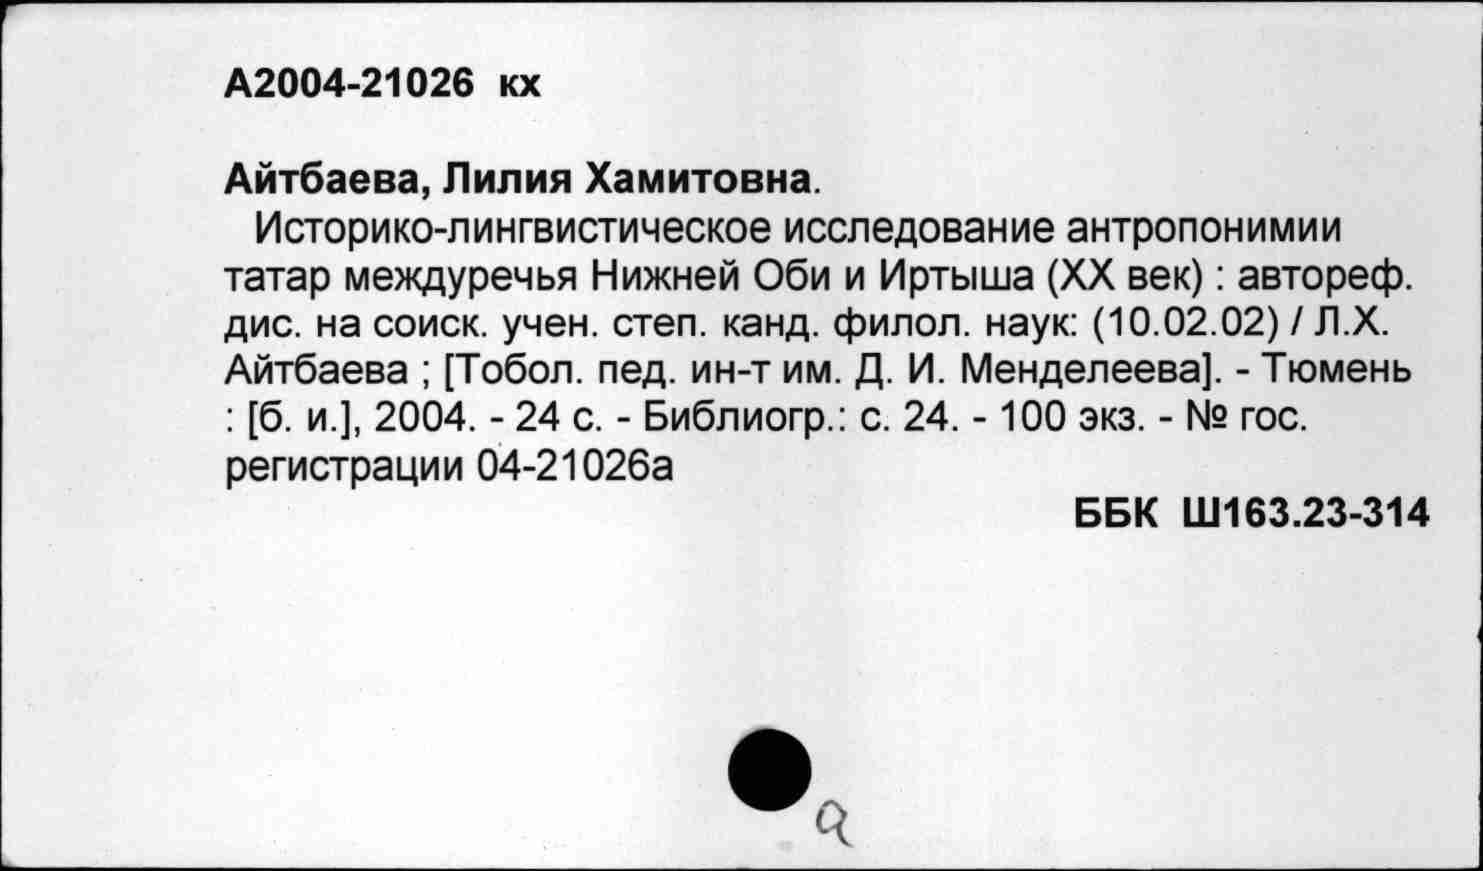 А2004-21026 кх
Айтбаева, Лилия Хамитовна.
Историко-лингвистическое исследование антропонимии
татар междуречья Нижней Оби и Иртыша (XX век) : автореф.
дис. на соиск. учен. степ. канд. филол. наук: (10.02.02) / Л.Х.
Айтбаева ; [Тобол. пед. ин-т им. Д. И. Менделеева]. - Тюмень
: [б. и.], 2004. - 24 с. - Библиогр.: с. 24. - 100 экз. - № гос.
регистрации 04-21026а
ББК Ш163.23-314